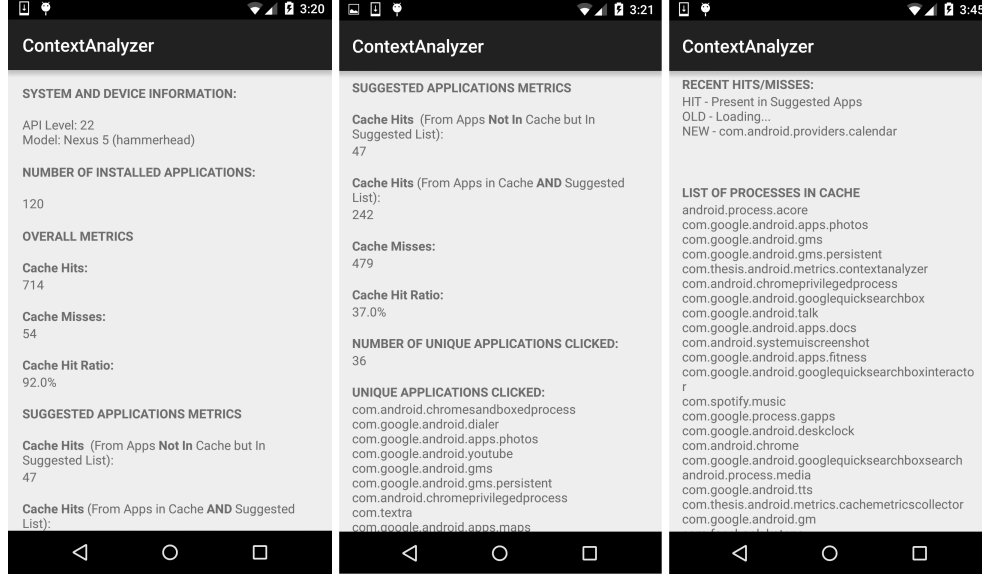 3:20
ContextAnalyzer
SYSTEM AND DEVICE INFORMATION:
API Level: 22
Model: Nexus 5 (hammerhead)
NUMBER OF INSTALLED APPLICATIONS:
120
OVERALL METRICS
Cache Hits:
714
Cache Misses:
54
Cache Hit Ratio:
92.0%
SUGGESTED APPLICATIONS METRICS
Cache Hits (From Apps Not In Cache but In
Suggested List):
47
Cache Hits (From Apps in Cache AND Suggested
List):
3:21
ContextAnalyzer
SUGGESTED APPLICATIONS METRICS
Cache Hits (From Apps Not In Cache but In
Suggested List):
47
Cache Hits (From Apps in Cache AND Suggested
List):
242
Cache Misses:
479
Cache Hit Ratio:
37.0%
NUMBER OF UNIQUE APPLICATIONS CLICKED:
36
UNIQUE APPLICATIONS CLICKED:
com.android.chromesandboxedprocess
com.google.android.dialer
com.google.android.apps.photos
com.google.android.youtube
com.google.android.gms
com.google.android.gms.persistent
com.android.chromeprivilegedprocess
com.textra
com.google.android.apps.maps
3:45
ContextAnalyzer
RECENT HITS/MISSES:
HIT - Present in Suggested Apps
OLD - Loading...
NEW - com.android.providers.calendar
LIST OF PROCESSES IN CACHE
android.process.acore
com.google.android.apps.photos
com.google.android.gms
com.google.android.gms.persistent
com.thesis.android.metrics.contextanalyzer
com.android.chromeprivilegedprocess
com.google.android.googlequicksearchbox
com.google.android.talk
com.google.android.apps.docs
com.android.systemuiscreenshot
com.google.android.apps.fitness
com.google.android.googlequicksearchboxinteracto
r
com.spotify.music
com.google.process.gapps
com.google.android.deskclock
com.android.chrome
com.google.android.googlequicksearchboxsearch
android.process.media
com.google.android.tts
com.thesis.android.metrics.cachemetricscollector
com.google.android.gm